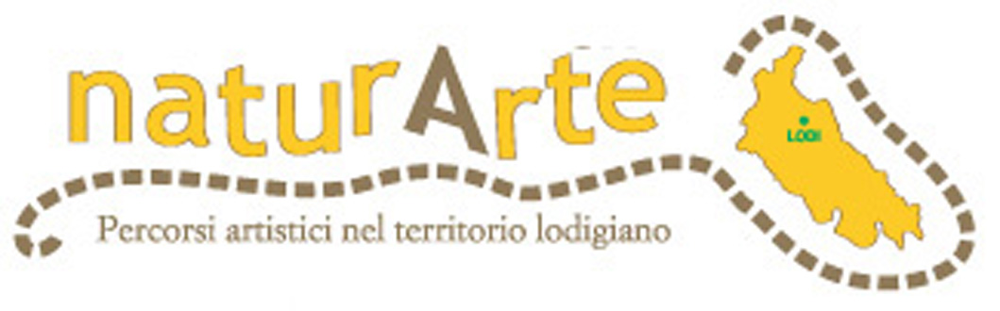 naturArte
LODI
Percorsi artistici nel territorio lodigiano